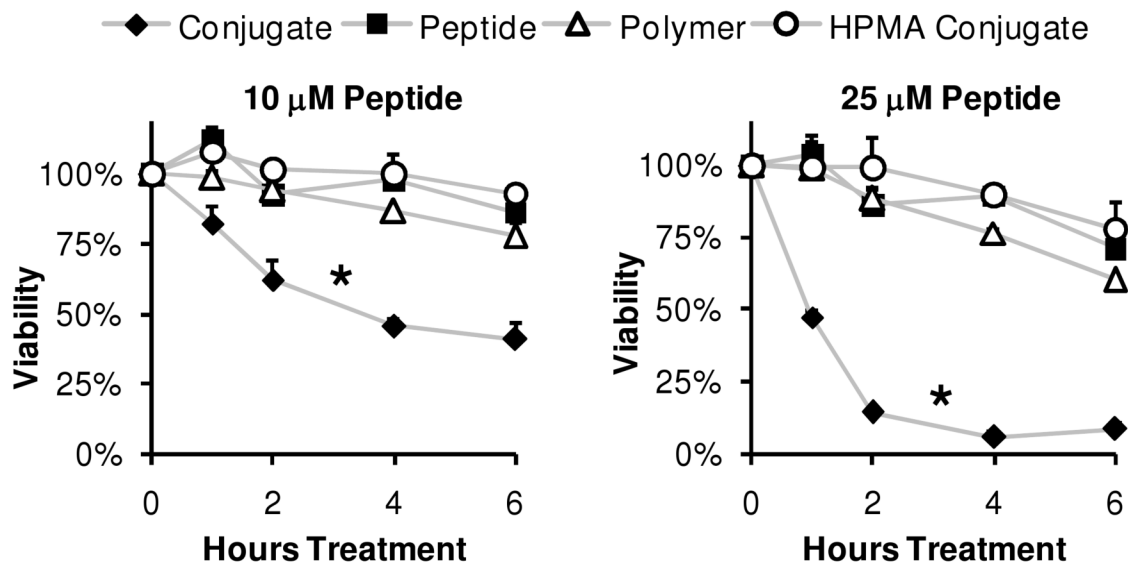 Conjugate Peptide Polymer HPMA Conjugate
10 μM Peptide
100%
75%
50%
25%
0%
Viability
*
0 2 4 6
Hours Treatment
25 μM Peptide
100%
75%
50%
25%
0%
Viability
*
0 2 4 6
Hours Treatment